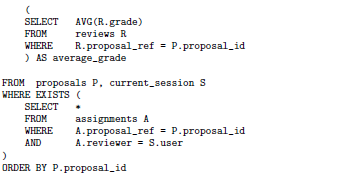 (
SELECT AVG(R.grade)
FROM reviews R
WHERE R.proposal_ref = P.proposal_id
) AS average_grade
FROM proposals P, current_session S
WHERE EXISTS (
SELECT *
FROM assignments A
WHERE A.proposal_ref = P.proposal_id
AND A.reviewer = S.user
)
ORDER BY P.proposal_id